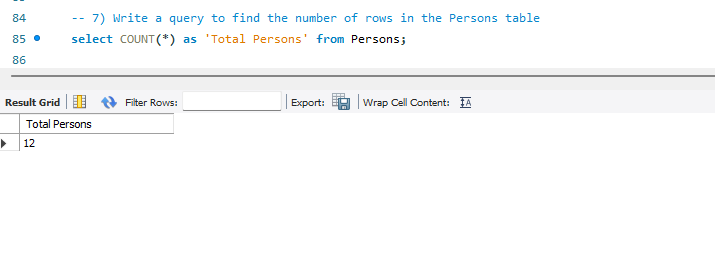 84 -- 7) Write a query to find the number of rows in the Persons table
85 select COUNT(*) as 'Total Persons' from Persons;
86
Result Grid Filter Rows: Export: Wrap Cell Content: IA
Total Persons
12